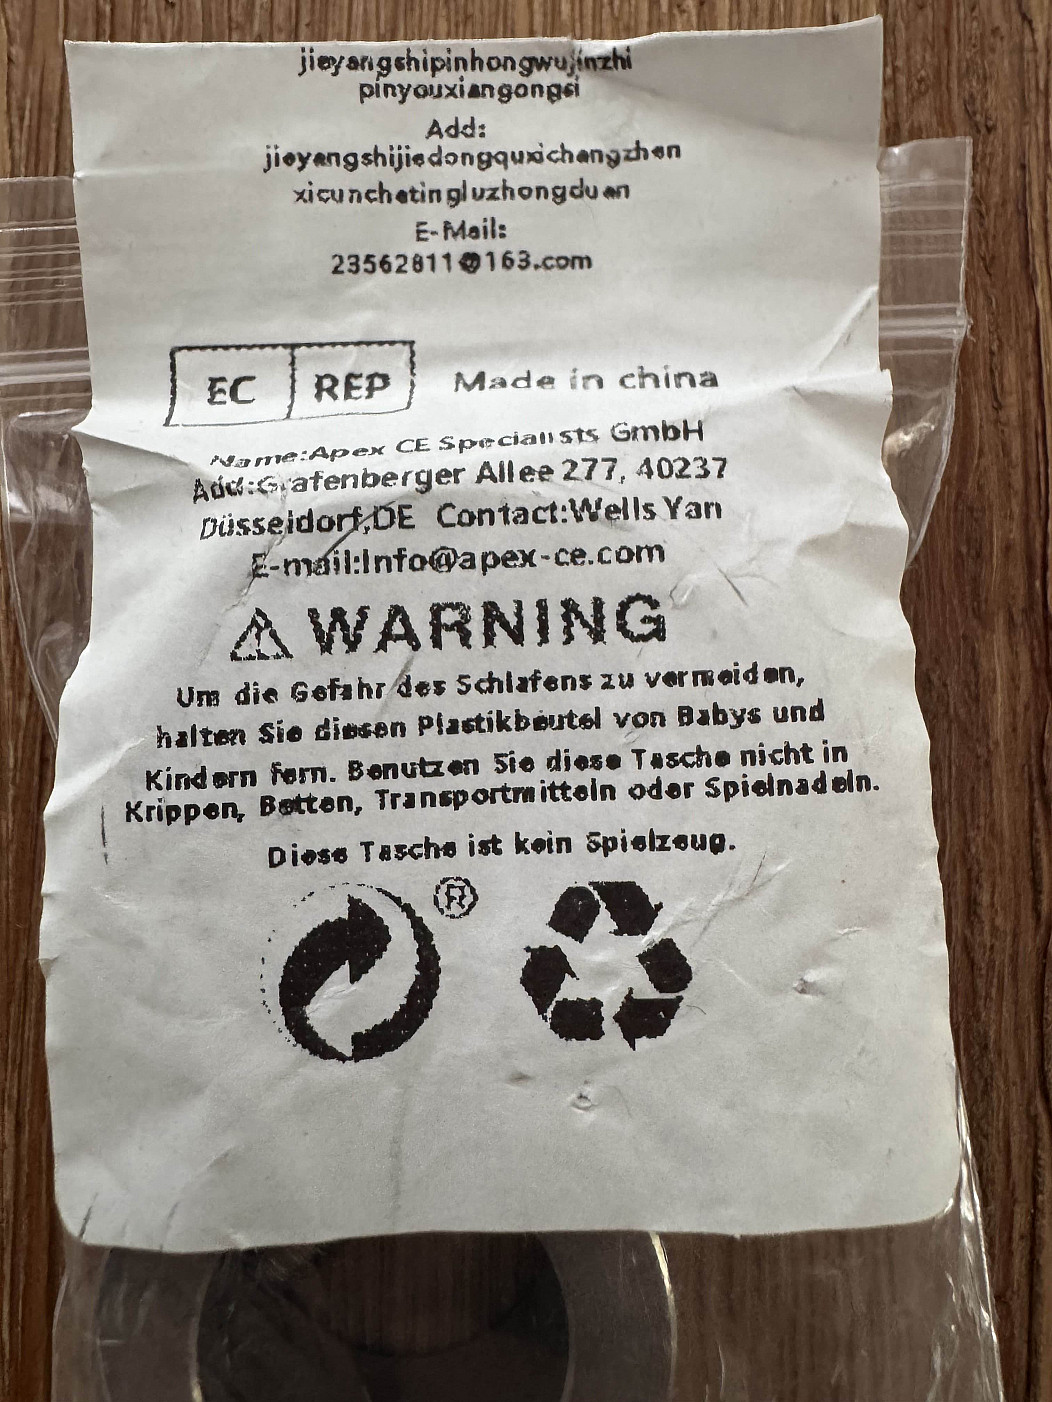 jieyangshipinhongwujinzhi
pinyouxiangongsi
Add:
jieyangshijiedongquxichangzhen
xicunchetingluzhongduan
E-Mail:
23562811@163.com
EC REP Made in china
Name:Apex CE Specialists GmbH
Add:Grafenberger Allee 277, 40237
Düsseldorf,DE Contact:Wells Yan
E-mail:Info@apex-ce.com
WARNING
Um die Gefahr des Schlafens zu vermeiden,
halten Sie diesen Plastikbeutel von Babys und
Kindern fern. Benutzen Sie diese Tasche nicht in
Krippen, Betten, Transportmitteln oder Spielnadeln.
Diese Tasche ist kein Spielzeug.